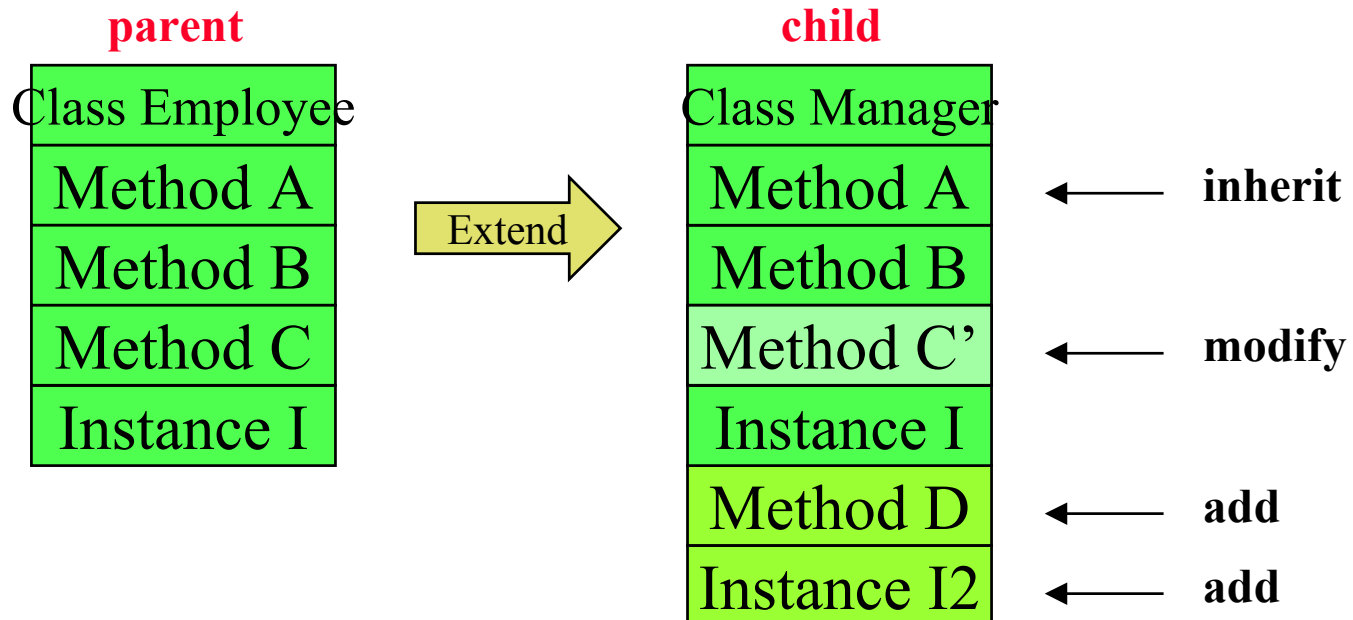 parent
Class Employee
Method A
Method B
Method C
Instance I
Extend
child
Class Manager
Method A
inherit
Method B
Method C’
modify
Instance I
Method D
add
Instance I2
add